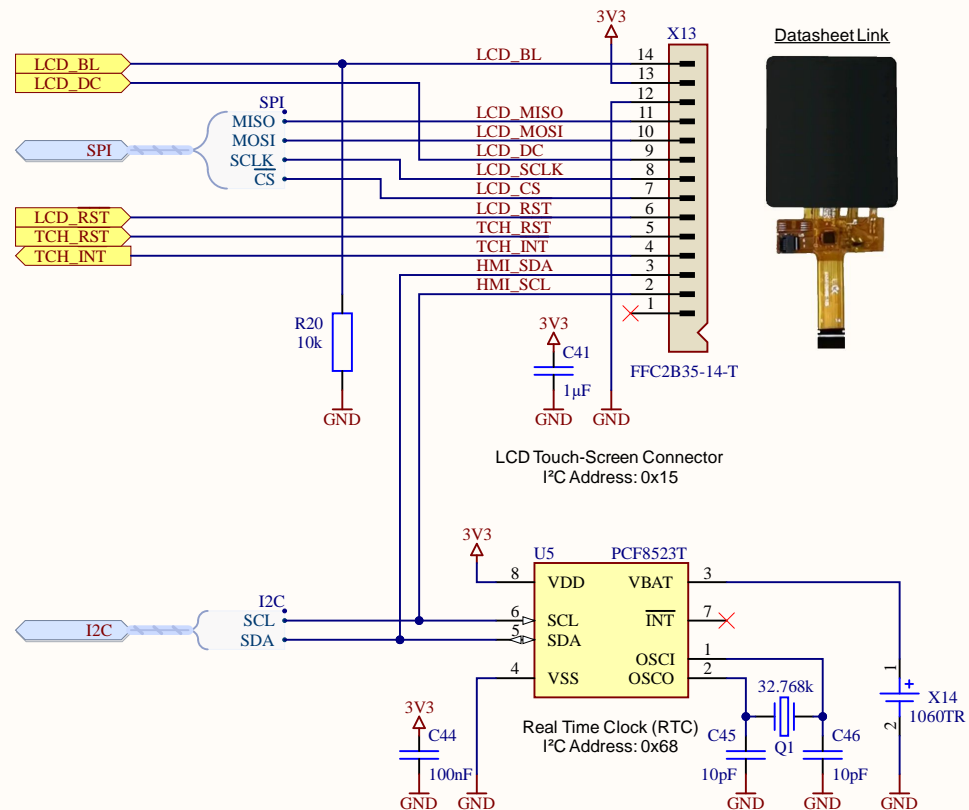 3V3
X13
Datasheet Link
LCD_BL
LCD_DC
LCD_BL
14
13
12
SPI
MISO
LCD_MISO
11
MOSI
LCD_MOSI
10
SPI
LCD_DC
9
SCLK
LCD_SCLK
8
CS
LCD_CS
7
LCD_RST
LCD_RST
6
TCH_RST
TCH_RST
5
TCH_INT
TCH_INT
4
HMI_SDA
3
HMI_SCL
2
1
R20
10k
3V3
C41
1µF
FFC2B35-14-T
GND
GND
GND
LCD Touch-Screen Connector
I²C Address: 0x15
3V3
U5
PCF8523T
8
VDD
VBAT
3
I2C
I2C
SCL
6
SCL
INT
7
SDA
5
SDA
OSCI
1
4
VSS
OSCO
2
32.768k
+
1
X14
1060TR
2
3V3
C44
100nF
Real Time Clock (RTC)
I²C Address: 0x68
C45
10pF
Q1
C46
10pF
GND
GND
GND
GND
GND